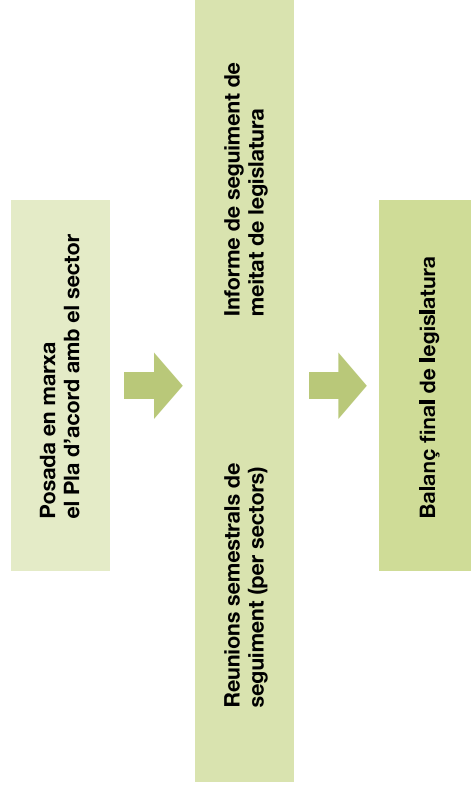 Posada en marxa
el Pla d’acord amb el sector
Reunions semestrals de
seguiment (per sectors)
Informe de seguiment de
meitat de legislatura
Balanç final de legislatura